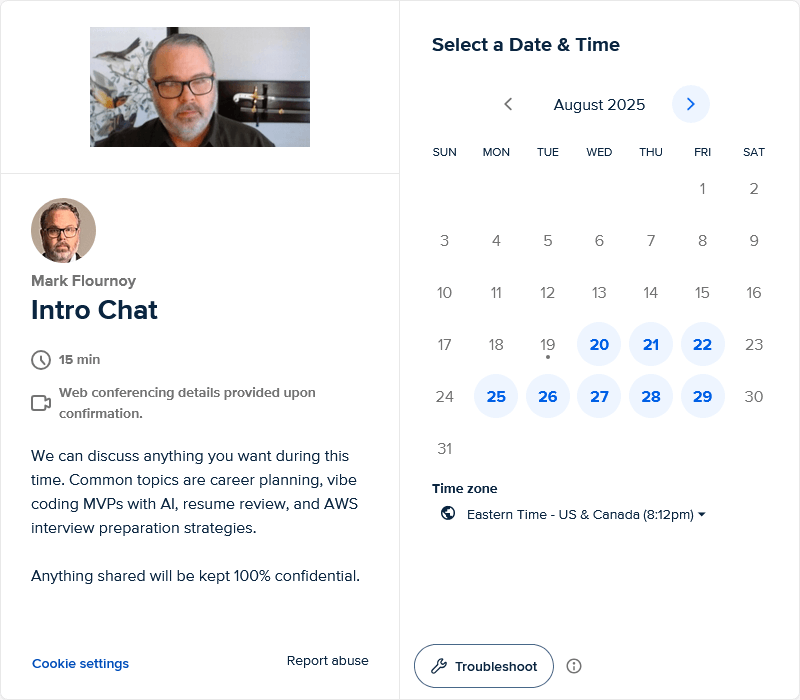 Mark Flournoy
Intro Chat
15 min
Web conferencing details provided upon
confirmation.
We can discuss anything you want during this
time. Common topics are career planning, vibe
coding MVPs with AI, resume review, and AWS
interview preparation strategies.
Anything shared will be kept 100% confidential.
Cookie settings
Report abuse
Select a Date & Time
August 2025
SUN MON TUE WED THU FRI SAT
1 2
3 4 5 6 7 8 9
10 11 12 13 14 15 16
17 18 19 20 21 22 23
24 25 26 27 28 29 30
31
Time zone
Eastern Time - US & Canada (8:12pm)
Troubleshoot